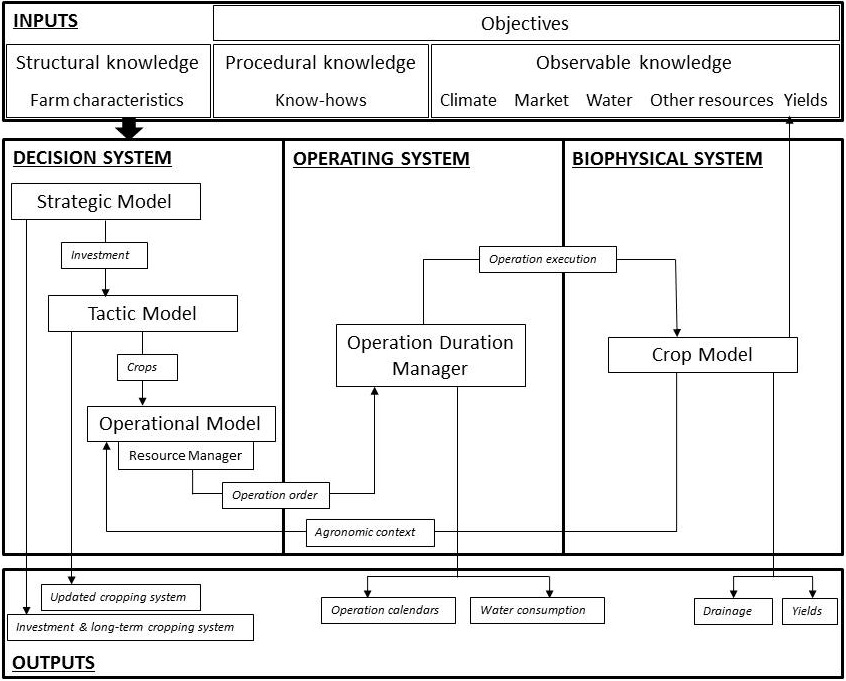 INPUTS
Objectives
Structural knowledge
Procedural knowledge
Observable knowledge
Farm characteristics
Know-hows
Climate Market Water Other resources Yields
DECISION SYSTEM
OPERATING SYSTEM
BIOPHYSICAL SYSTEM
Strategic Model
Investment
Operation execution
Tactic Model
Operation Duration
Manager
Crop Model
Crops
Operational Model
Resource Manager
Operation order
Agronomic context
Updated cropping system
Operation calendars
Water consumption
Drainage
Yields
Investment & long-term cropping system
OUTPUTS